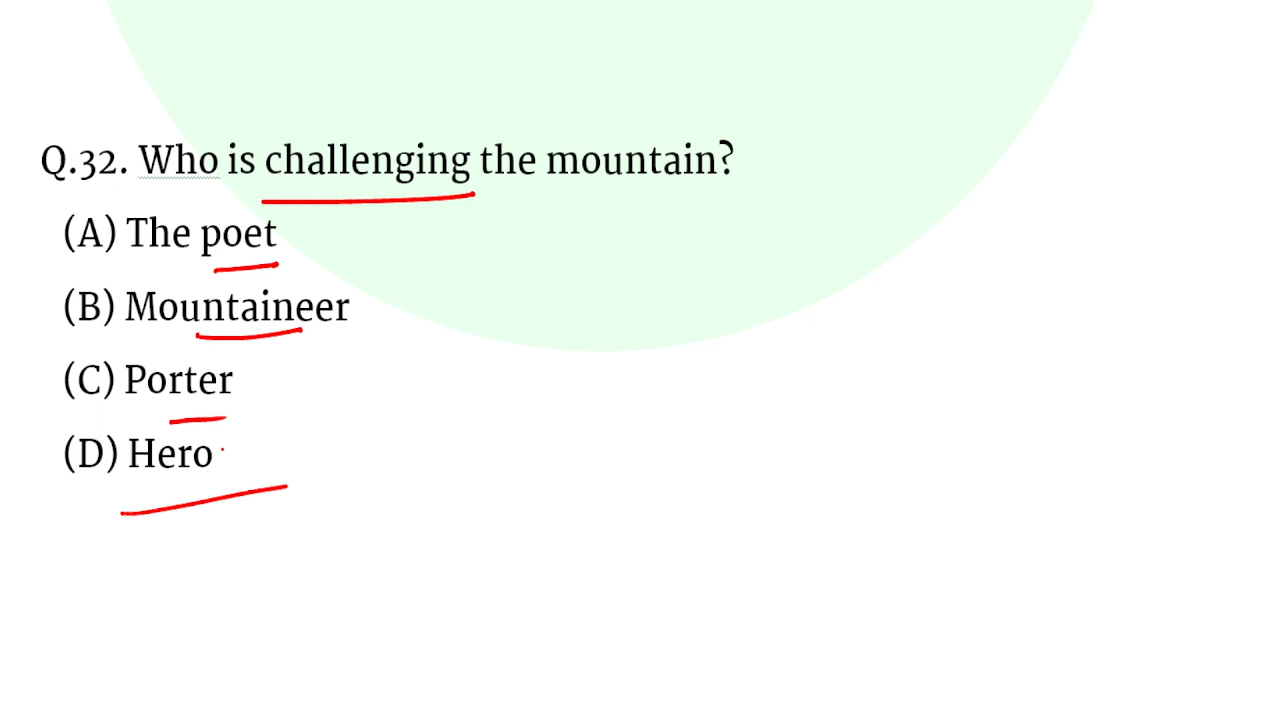 Q.32. Who is challenging the mountain?
(A) The poet
(B) Mountaineer
(C) Porter
(D) Hero